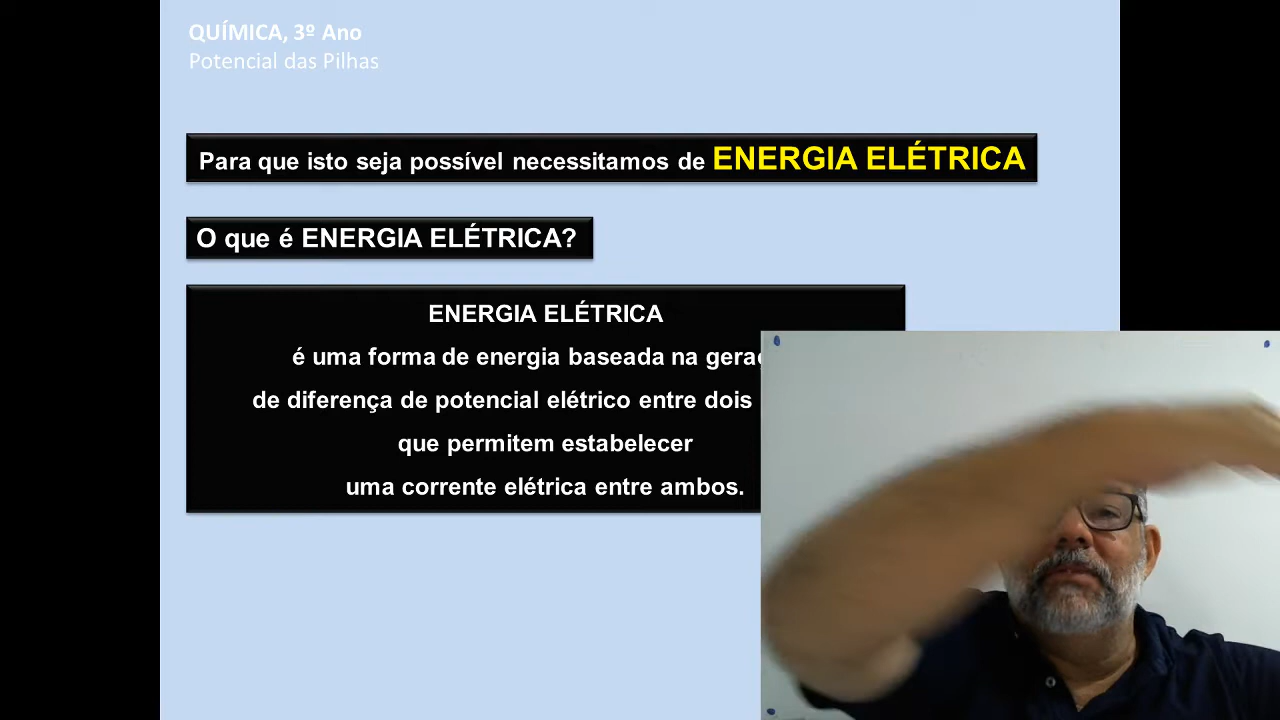 QUÍMICA, 3º Ano
Potencial das Pilhas
Para que isto seja possível necessitamos de ENERGIA ELÉTRICA
O que é ENERGIA ELÉTRICA?
ENERGIA ELÉTRICA
é uma forma de energia baseada na
de diferença de potencial elétrico entre dois
que permitem estabelecer
uma corrente elétrica entre ambos.